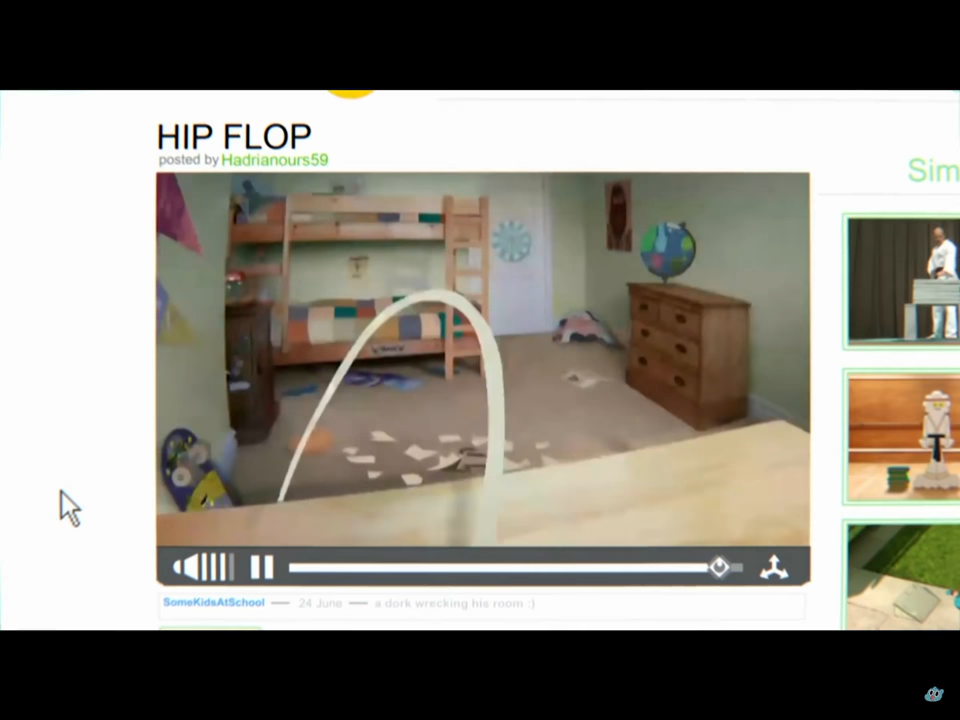 HIP FLOP
posted by Hadrianours59
Sim
SomeKidsAtSchool — 24 June — a dork wrecking his room :)